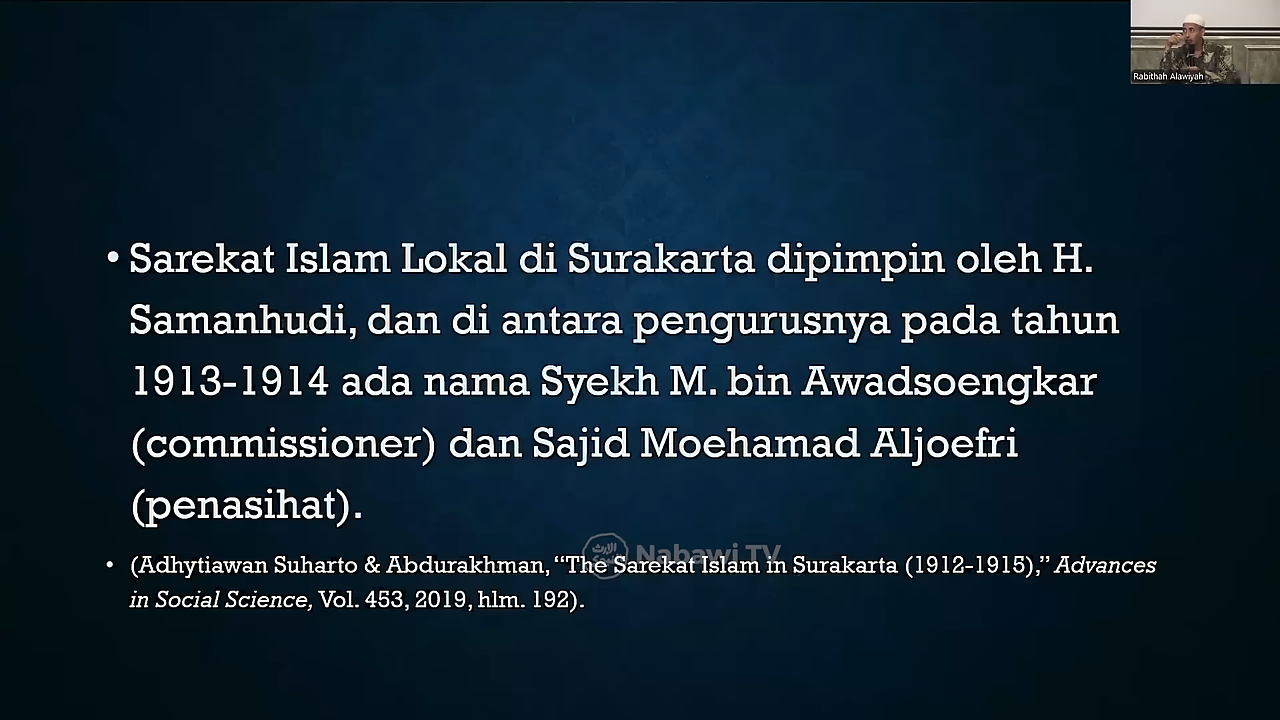 Rabithah Alawiyah
• Sarekat Islam Lokal di Surakarta dipimpin oleh H.
Samanhudi, dan di antara pengurusnya pada tahun
1913-1914 ada nama Syekh M. bin Awadsoengkar
(commissioner) dan Sajid Moehamad Aljoefri
(penasihat).
Nabawi TV
• (Adhytiawan Suharto & Abdurakhman, “The Sarekat Islam in Surakarta (1912-1915),” Advances
in Social Science, Vol. 453, 2019, hlm. 192).